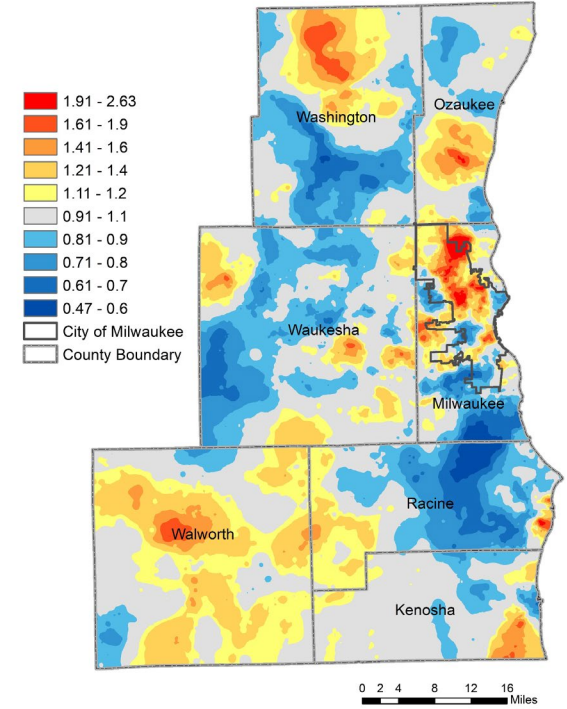 1.91 - 2.63
1.61 - 1.9
1.41 - 1.6
1.21 - 1.4
1.11 - 1.2
0.91 - 1.1
0.81 - 0.9
0.71 - 0.8
0.61 - 0.7
0.47 - 0.6
City of Milwaukee
County Boundary
Ozaukee
Washington
Waukesha
Milwaukee
Racine
Walworth
Kenosha
0 2 4 8 12 16
Miles